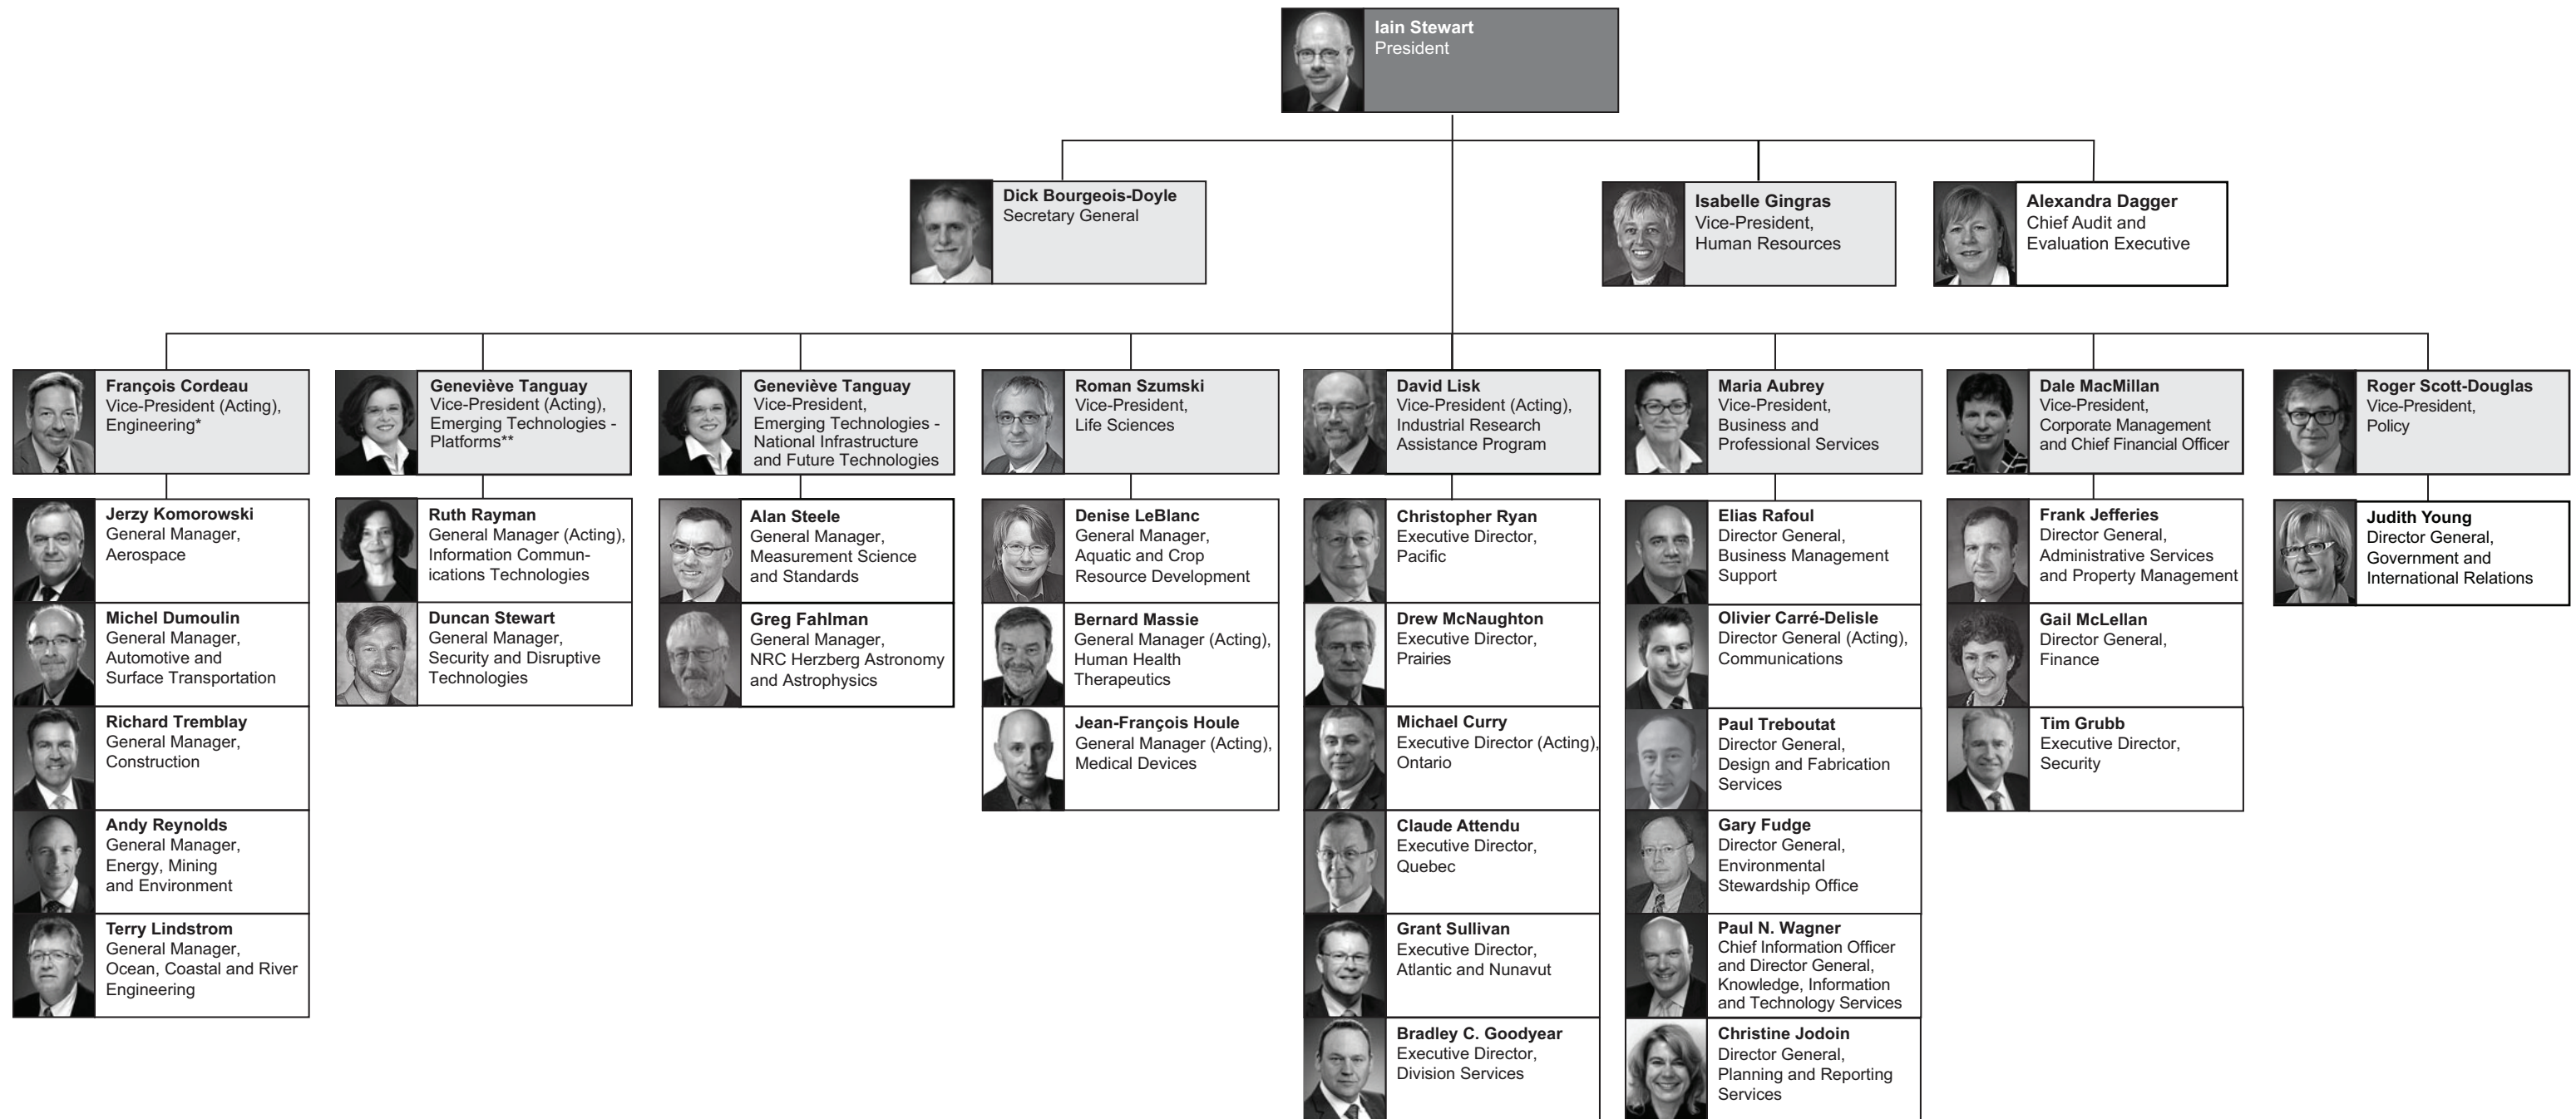 Iain Stewart
President
Dick Bourgeois-Doyle
Secretary General
Isabelle Gingras
Vice-President,
Human Resources
Alexandra Dagger
Chief Audit and
Evaluation Executive
François Cordeau
Vice-President (Acting),
Engineering*
Geneviève Tanguay
Vice-President (Acting),
Emerging Technologies -
Platforms**
Geneviève Tanguay
Vice-President,
Emerging Technologies -
National Infrastructure
and Future Technologies
Roman Szumski
Vice-President,
Life Sciences
David Lisk
Vice-President (Acting),
Industrial Research
Assistance Program
Maria Aubrey
Vice-President,
Business and
Professional Services
Dale MacMillan
Vice-President,
Corporate Management
and Chief Financial Officer
Roger Scott-Douglas
Vice-President,
Policy
Jerzy Komorowski
General Manager,
Aerospace
Michel Dumoulin
General Manager,
Automotive and
Surface Transportation
Richard Tremblay
General Manager,
Construction
Andy Reynolds
General Manager,
Energy, Mining
and Environment
Terry Lindstrom
General Manager,
Ocean, Coastal and River
Engineering
Ruth Rayman
General Manager (Acting),
Information Commun-
ications Technologies
Duncan Stewart
General Manager,
Security and Disruptive
Technologies
Alan Steele
General Manager,
Measurement Science
and Standards
Greg Fahlman
General Manager,
NRC Herzberg Astronomy
and Astrophysics
Denise LeBlanc
General Manager,
Aquatic and Crop
Resource Development
Bernard Massie
General Manager (Acting),
Human Health
Therapeutics
Jean-François Houle
General Manager (Acting),
Medical Devices
Christopher Ryan
Executive Director,
Pacific
Drew McNaughton
Executive Director,
Prairies
Michael Curry
Executive Director (Acting),
Ontario
Claude Attendu
Executive Director,
Quebec
Grant Sullivan
Executive Director,
Atlantic and Nunavut
Bradley C. Goodyear
Executive Director,
Division Services
Elias Rafoul
Director General,
Business Management
Support
Olivier Carré-Delisle
Director General (Acting),
Communications
Paul Treboutat
Director General,
Design and Fabrication
Services
Gary Fudge
Director General,
Environmental
Stewardship Office
Paul N. Wagner
Chief Information Officer
and Director General,
Knowledge, Information
and Technology Services
Christine Jodoin
Director General,
Planning and Reporting
Services
Frank Jefferies
Director General,
Administrative Services
and Property Management
Gail McLellan
Director General,
Finance
Tim Grubb
Executive Director,
Security
Judith Young
Director General,
Government and
International Relations